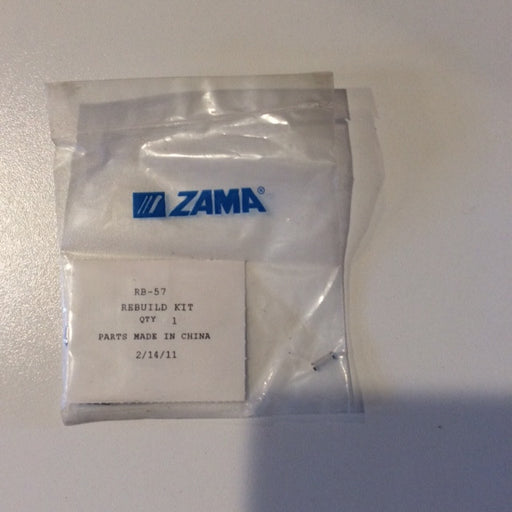 ZAMA®
RB-57
REBUILD KIT
QTY 1
PARTS MADE IN CHINA
2/14/11